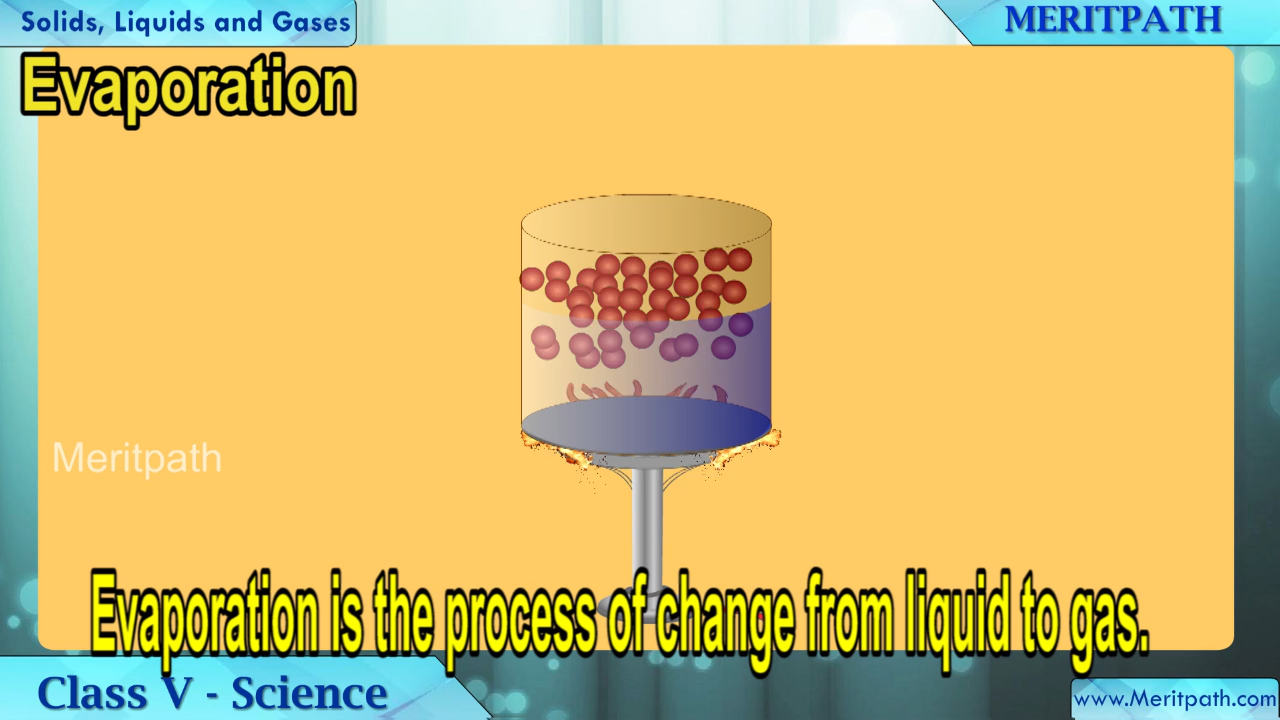 Solids, Liquids and Gases
MERITPATH
Evaporation
Meritpath
Evaporation is the process of change from liquid to gas.
Class V - Science
www.Meritpath.com